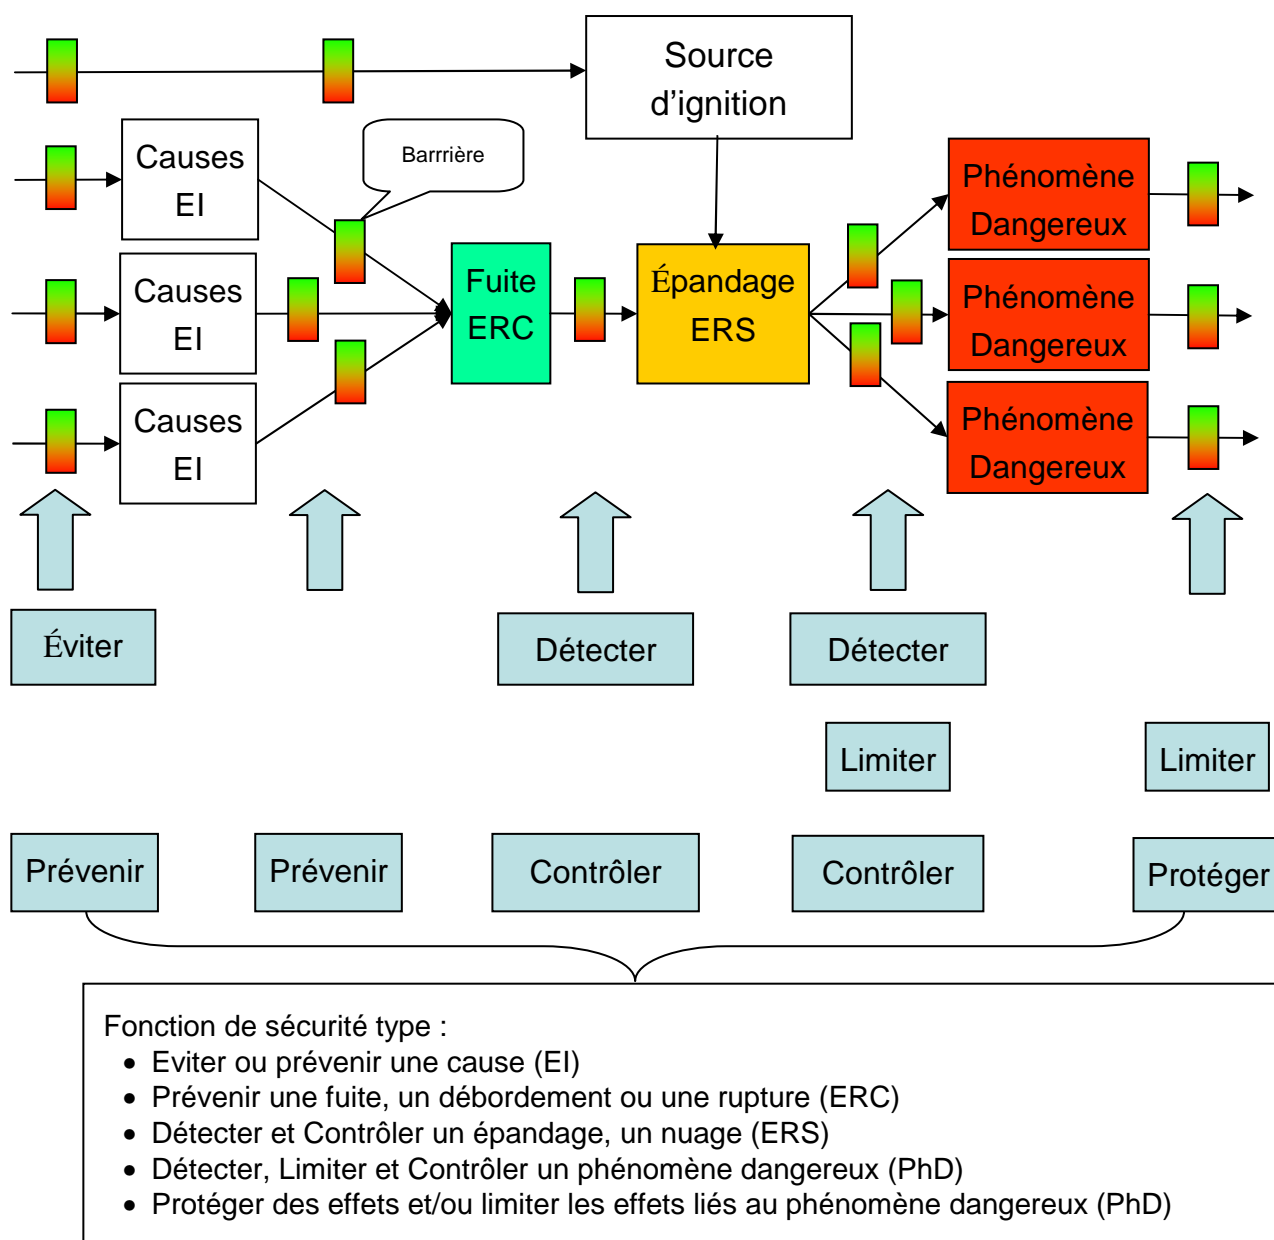 Source
d’ignition
Causes
EI
Barrrière
Phénomène
Dangereux
Causes
EI
Fuite
ERC
Épandage
ERS
Phénomène
Dangereux
Causes
EI
Phénomène
Dangereux
Éviter
Détecter
Détecter
Limiter
Limiter
Prévenir
Prévenir
Contrôler
Contrôler
Protéger
Fonction de sécurité type :
• Eviter ou prévenir une cause (EI)
• Prévenir une fuite, un débordement ou une rupture (ERC)
• Détecter et Contrôler un épandage, un nuage (ERS)
• Détecter, Limiter et Contrôler un phénomène dangereux (PhD)
• Protéger des effets et/ou limiter les effets liés au phénomène dangereux (PhD)